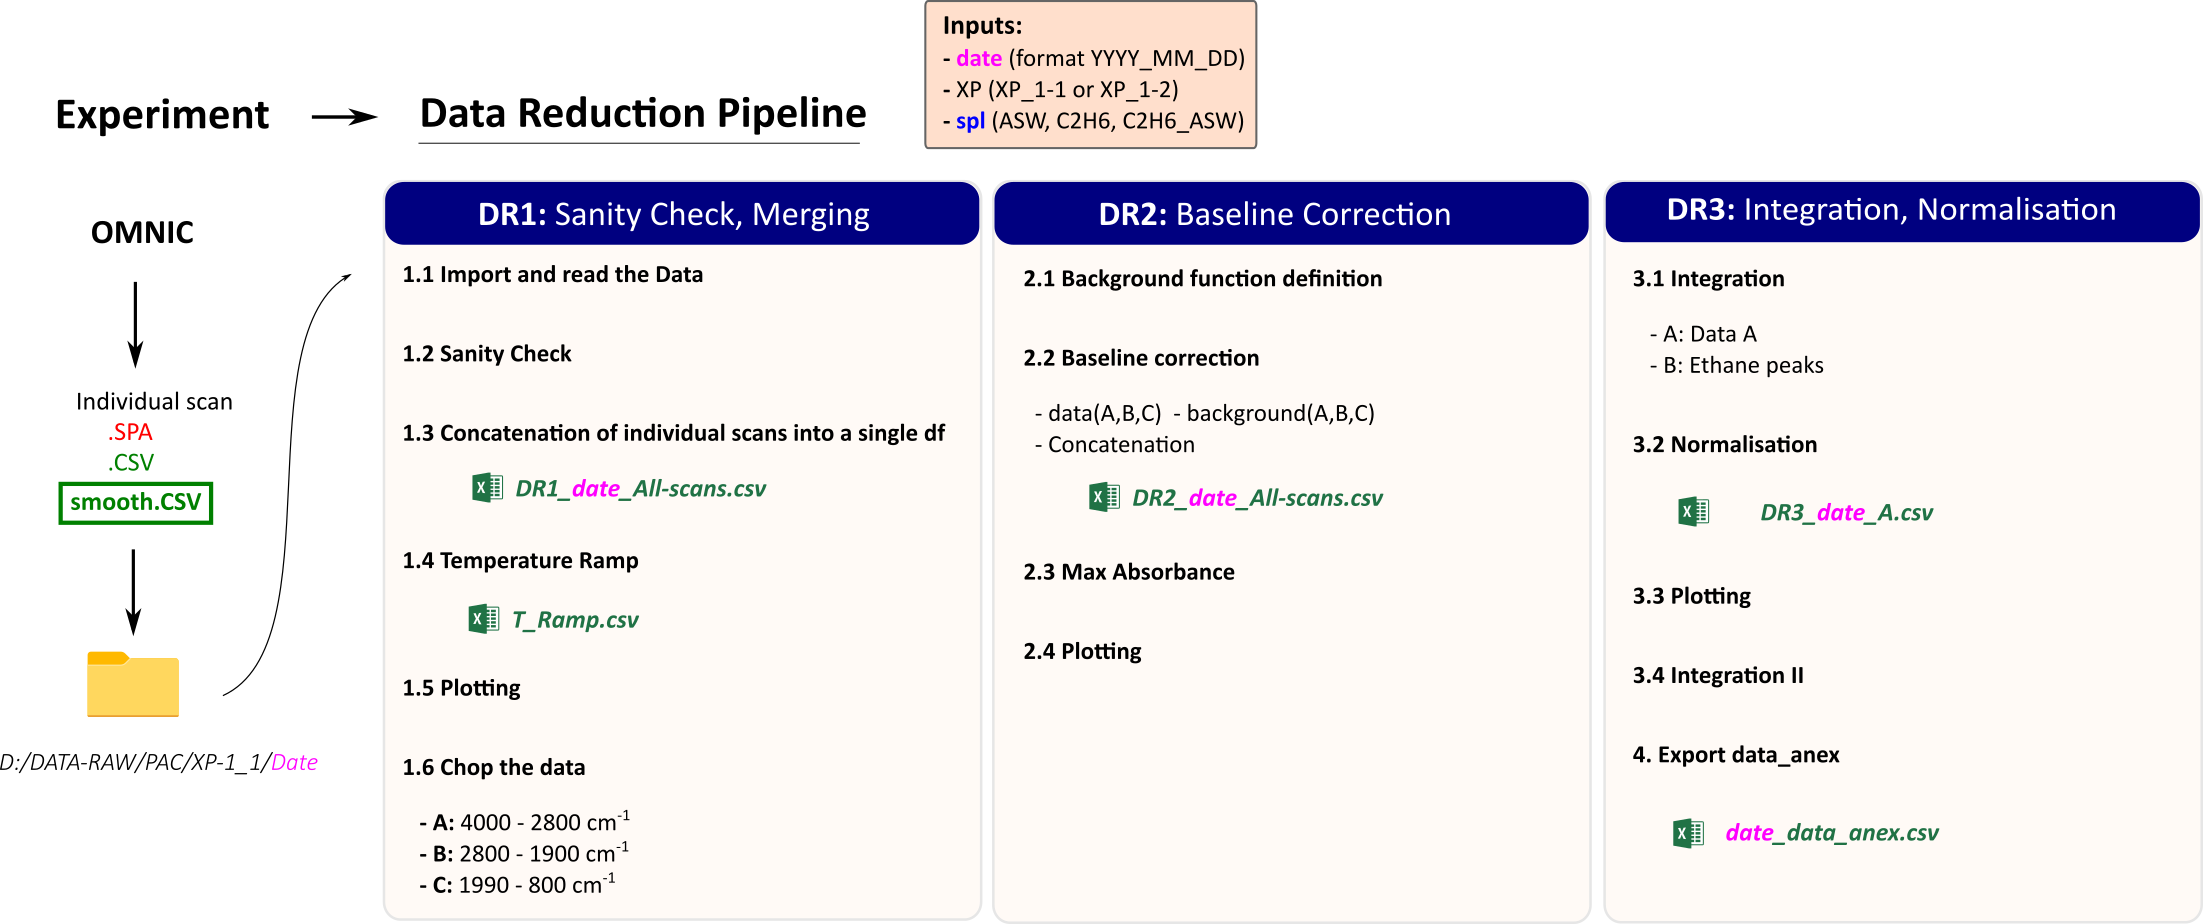 Inputs:
- date (format YYYY_MM_DD)
- XP (XP_1-1 or XP_1-2)
- spl (ASW, C2H6, C2H6_ASW)
Experiment
Data Reduction Pipeline
OMNIC
Individual scan
.SPA
.CSV
smooth.CSV
D:/DATA-RAW/PAC/XP-1_1/Date
DR1: Sanity Check, Merging
1.1 Import and read the Data
1.2 Sanity Check
1.3 Concatenation of individual scans into a single df
DR1_date_All-scans.csv
1.4 Temperature Ramp
T_Ramp.csv
1.5 Plotting
1.6 Chop the data
- A: 4000 - 2800 cm-1
- B: 2800 - 1900 cm-1
- C: 1990 - 800 cm-1
DR2: Baseline Correction
2.1 Background function definition
2.2 Baseline correction
- data(A,B,C) - background(A,B,C)
- Concatenation
DR2_date_All-scans.csv
2.3 Max Absorbance
2.4 Plotting
DR3: Integration, Normalisation
3.1 Integration
- A: Data A
- B: Ethane peaks
3.2 Normalisation
DR3_date_A.csv
3.3 Plotting
3.4 Integration II
4. Export data_anex
date_data_anex.csv